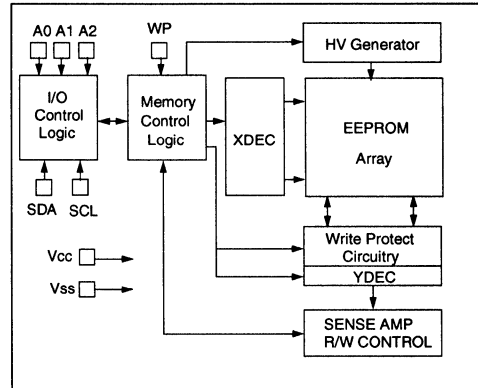 A0 A1 A2
WP
HV Generator
I/O
Control
Logic
Memory
Control
Logic
XDEC
EEPROM
Array
SDA
SCL
Write Protect
Circuitry
YDEC
Vcc
Vss
SENSE AMP
R/W CONTROL